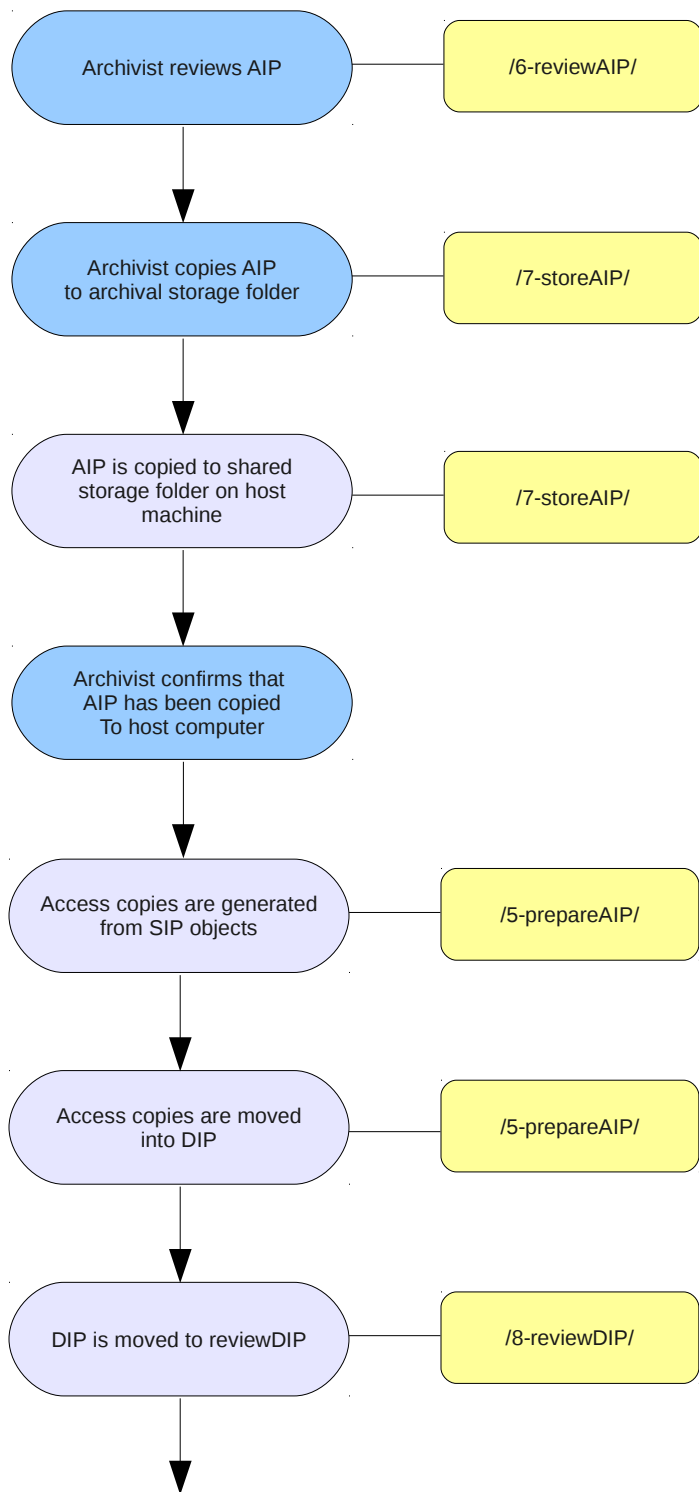 Archivist reviews AIP
/6-reviewAIP/
Archivist copies AIP
to archival storage folder
/7-storeAIP/
AIP is copied to shared
storage folder on host
machine
/7-storeAIP/
Archivist confirms that
AIP has been copied
To host computer
Access copies are generated
from SIP objects
/5-prepareAIP/
Access copies are moved
into DIP
/5-prepareAIP/
DIP is moved to reviewDIP
/8-reviewDIP/